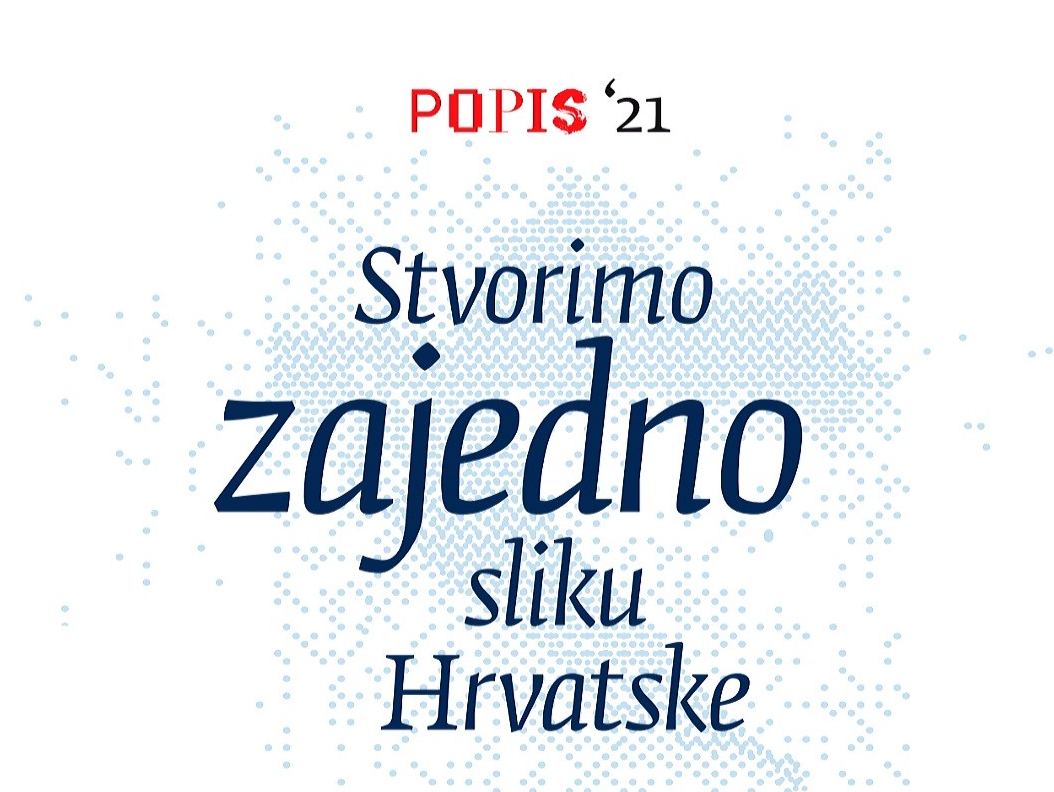 POPIS ‘21
Stvorimo
zajedno
sliku
Hrvatske